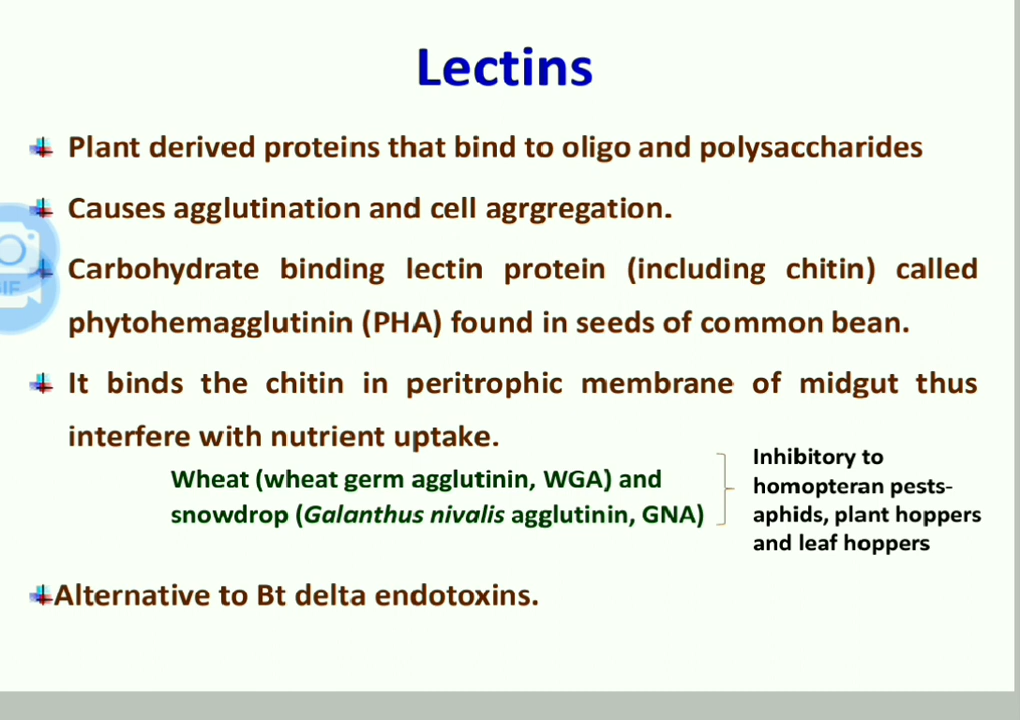 Lectins
Plant derived proteins that bind to oligo and polysaccharides
Causes agglutination and cell agrgregation.
Carbohydrate binding lectin protein (including chitin) called
phytohemagglutinin (PHA) found in seeds of common bean.
It binds the chitin in peritrophic membrane of midgut thus
interfere with nutrient uptake.
Wheat (wheat germ agglutinin, WGA) and
snowdrop (Galanthus nivalis agglutinin, GNA)
Inhibitory to
homopteran pests-
aphids, plant hoppers
and leaf hoppers
Alternative to Bt delta endotoxins.